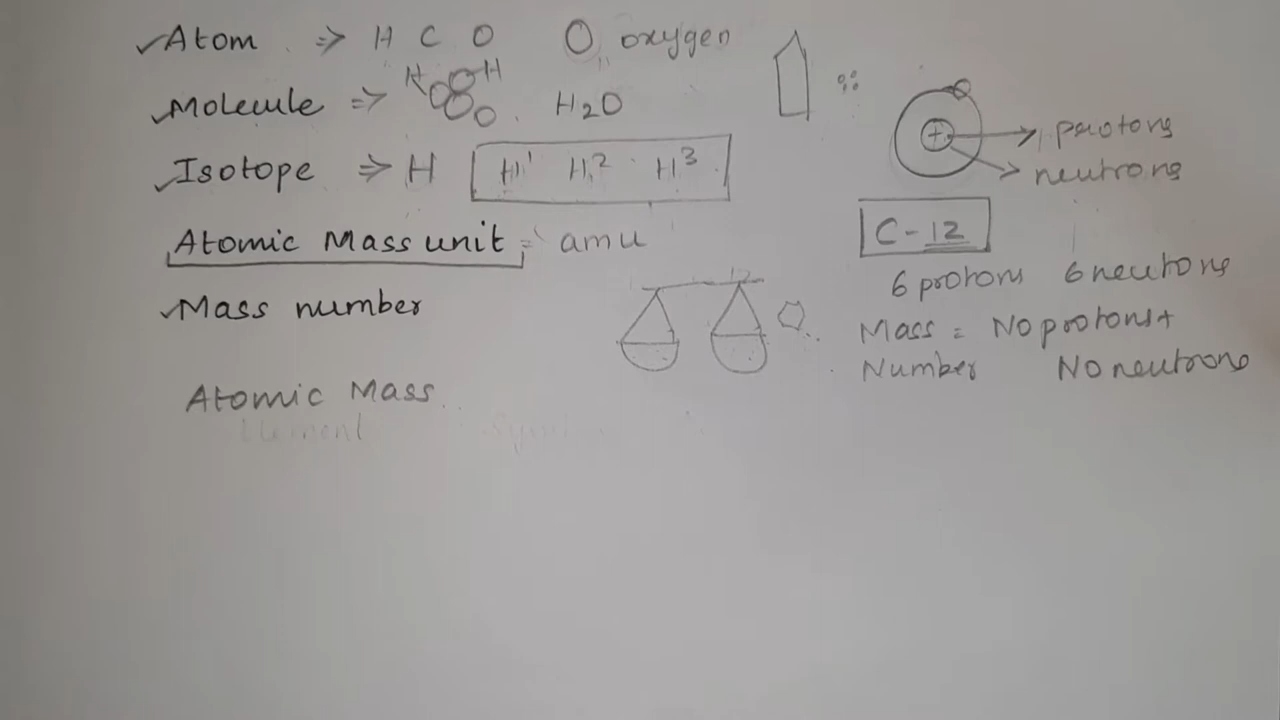 Atom ⇒ H C O O oxygen
Molecule ⇒ H H H2O
Isotope ⇒ H H1 H2 H3
Atomic Mass unit = amu
Mass number
Atomic Mass
+ protons
neutrons
C-12
6 protons 6 neutrons
Mass = No protons +
Number No neutrons